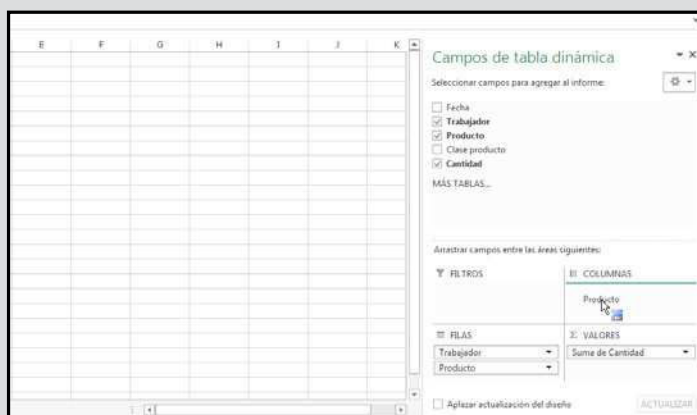 E F G H I J K
Campos de tabla dinámica
Seleccionar campos para agregar al informe:
Fecha
Trabajador
Producto
Clase producto
Cantidad
MÁS TABLAS...
Arrastrar campos entre las áreas siguientes:
FILTROS
COLUMNAS
Producto
FILAS
Σ VALORES
Trabajador
Suma de Cantidad
Producto
Aplazar actualización del diseño
ACTUALIZAR